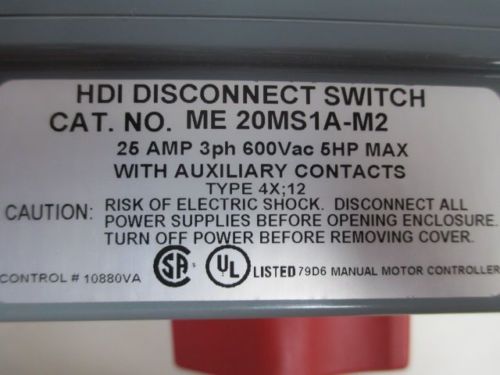 HDI DISCONNECT SWITCH
CAT. NO. ME 20MS1A-M2
25 AMP 3ph 600Vac 5HP MAX
WITH AUXILIARY CONTACTS
TYPE 4X;12
CAUTION: RISK OF ELECTRIC SHOCK. DISCONNECT ALL
POWER SUPPLIES BEFORE OPENING ENCLOSURE.
TURN OFF POWER BEFORE REMOVING COVER.
CONTROL # 10880VA SA UL LISTED 79D6 MANUAL MOTOR CONTROLLER